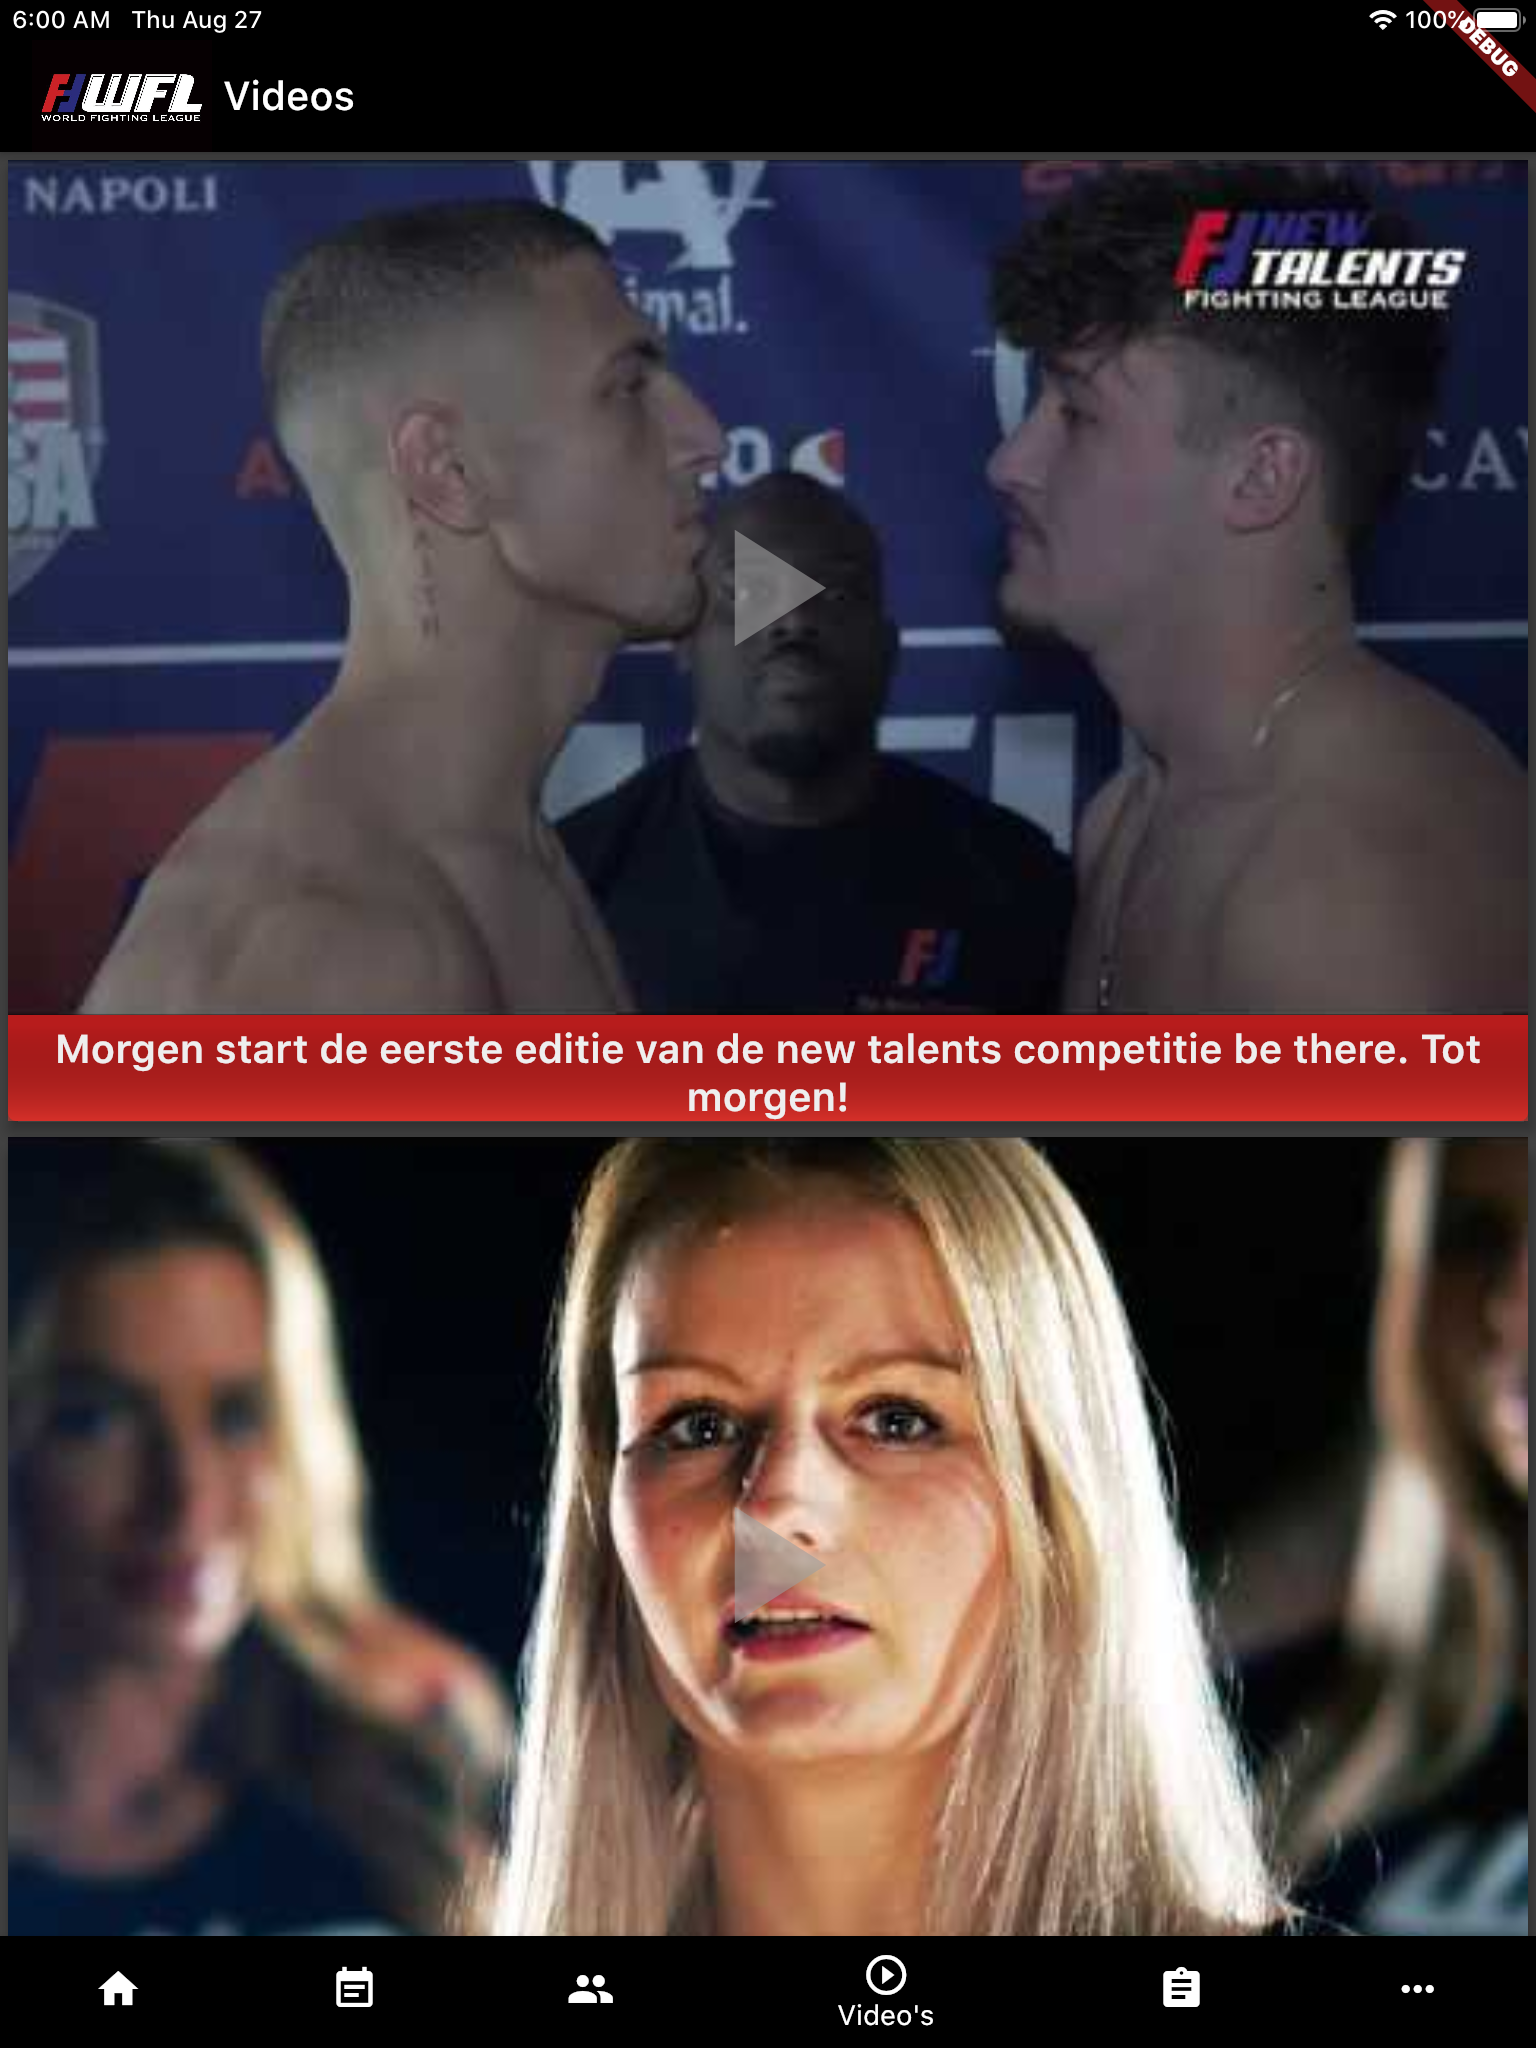 6:00 AM Thu Aug 27
100%
DEBUG
WFL
WORLD FIGHTING LEAGUE
Videos
NAPOLI
NEW
TALENTS
FIGHTING LEAGUE
Morgen start de eerste editie van de new talents competitie be there. Tot
morgen!
Video's